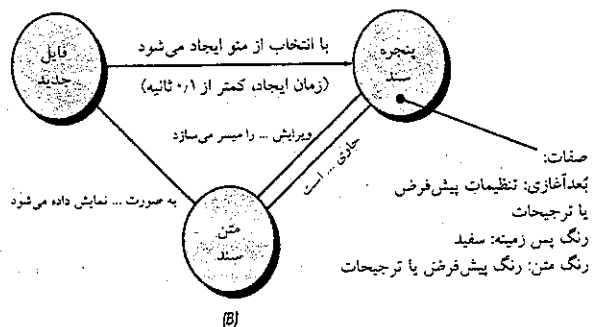 فایل
جدید
با انتخاب از منو ایجاد می‌شود
(زمان ایجاد، کمتر از ۰٫۱ ثانیه)
پنجره
سند
ویرایش ... را میسر می‌سازد
حاوی ... است
به صورت ... نمایش داده می‌شود
متن
سند
صفات:
بُعدآغازی: تنظیمات پیش‌فرض
یا ترجیحات
رنگ پس زمینه: سفید
رنگ متن: رنگ پیش‌فرض یا ترجیحات
(B)